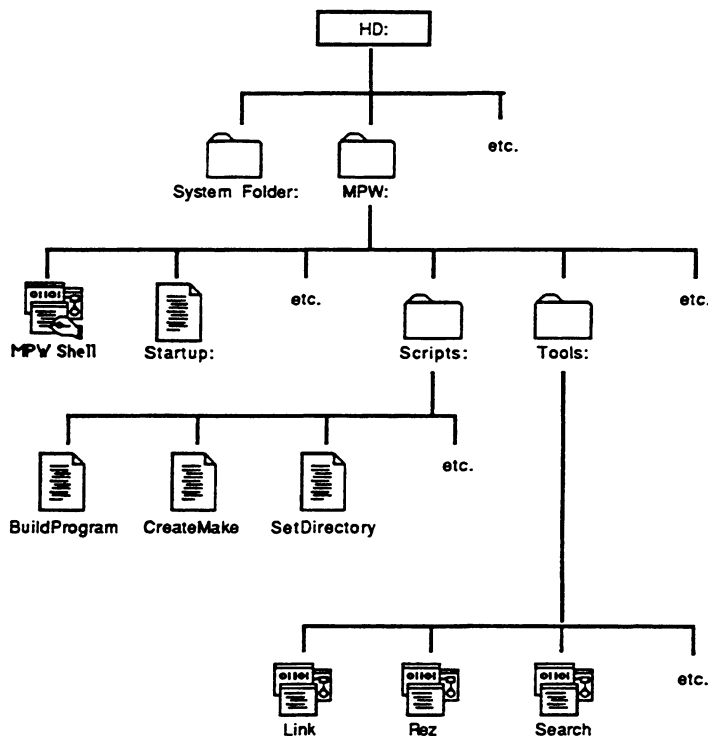 HD:
etc.
System Folder:
MPW:
etc.
etc.
MPW Shell
Startup:
Scripts:
Tools:
etc.
BuildProgram
CreateMake
SetDirectory
Link
Rez
Search
etc.